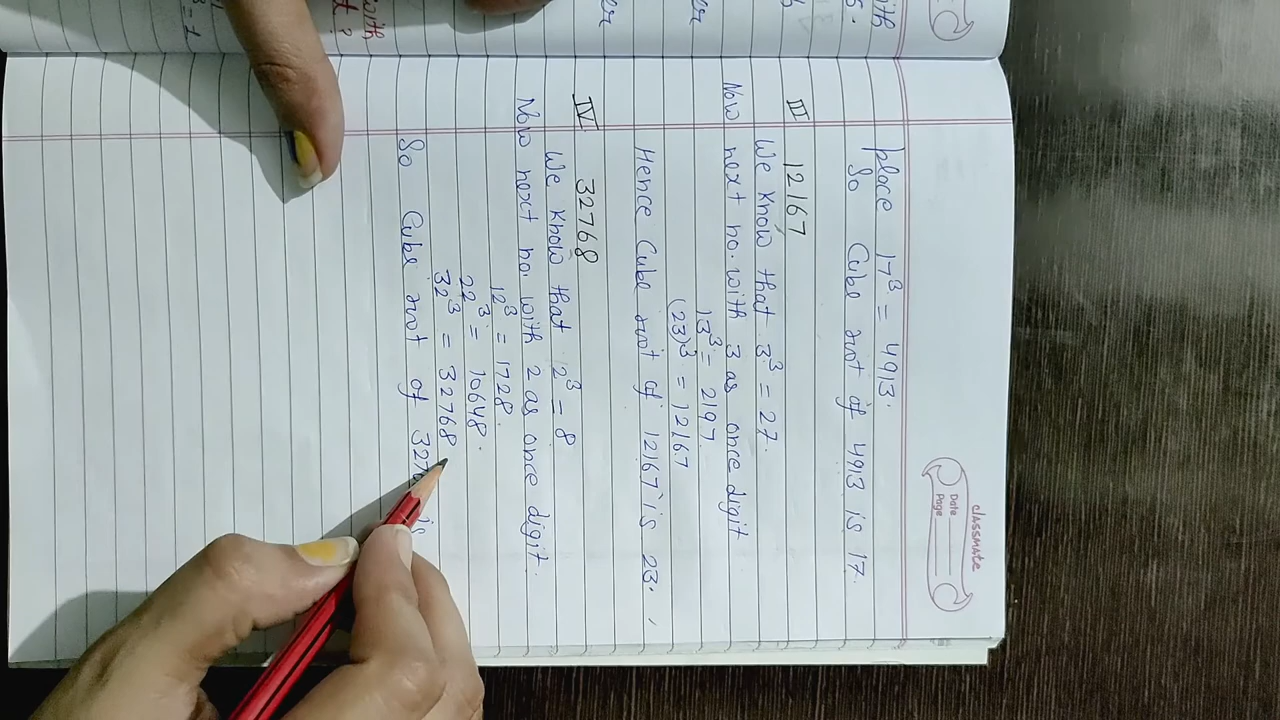 classmate
Date
Page
place 17³ = 4913.
So Cube root of 4913 is 17.
III 12167
We know that 3³ = 27.
Now next no. with 3 as once digit
13³ = 2197
(23)³ = 12167
Hence Cube root of 12167 is 23.
IV 32768
We know that 2³ = 8
Now next no. with 2 as once digit.
12³ = 1728.
22³ = 10648.
32³ = 32768
So Cube root of is
with